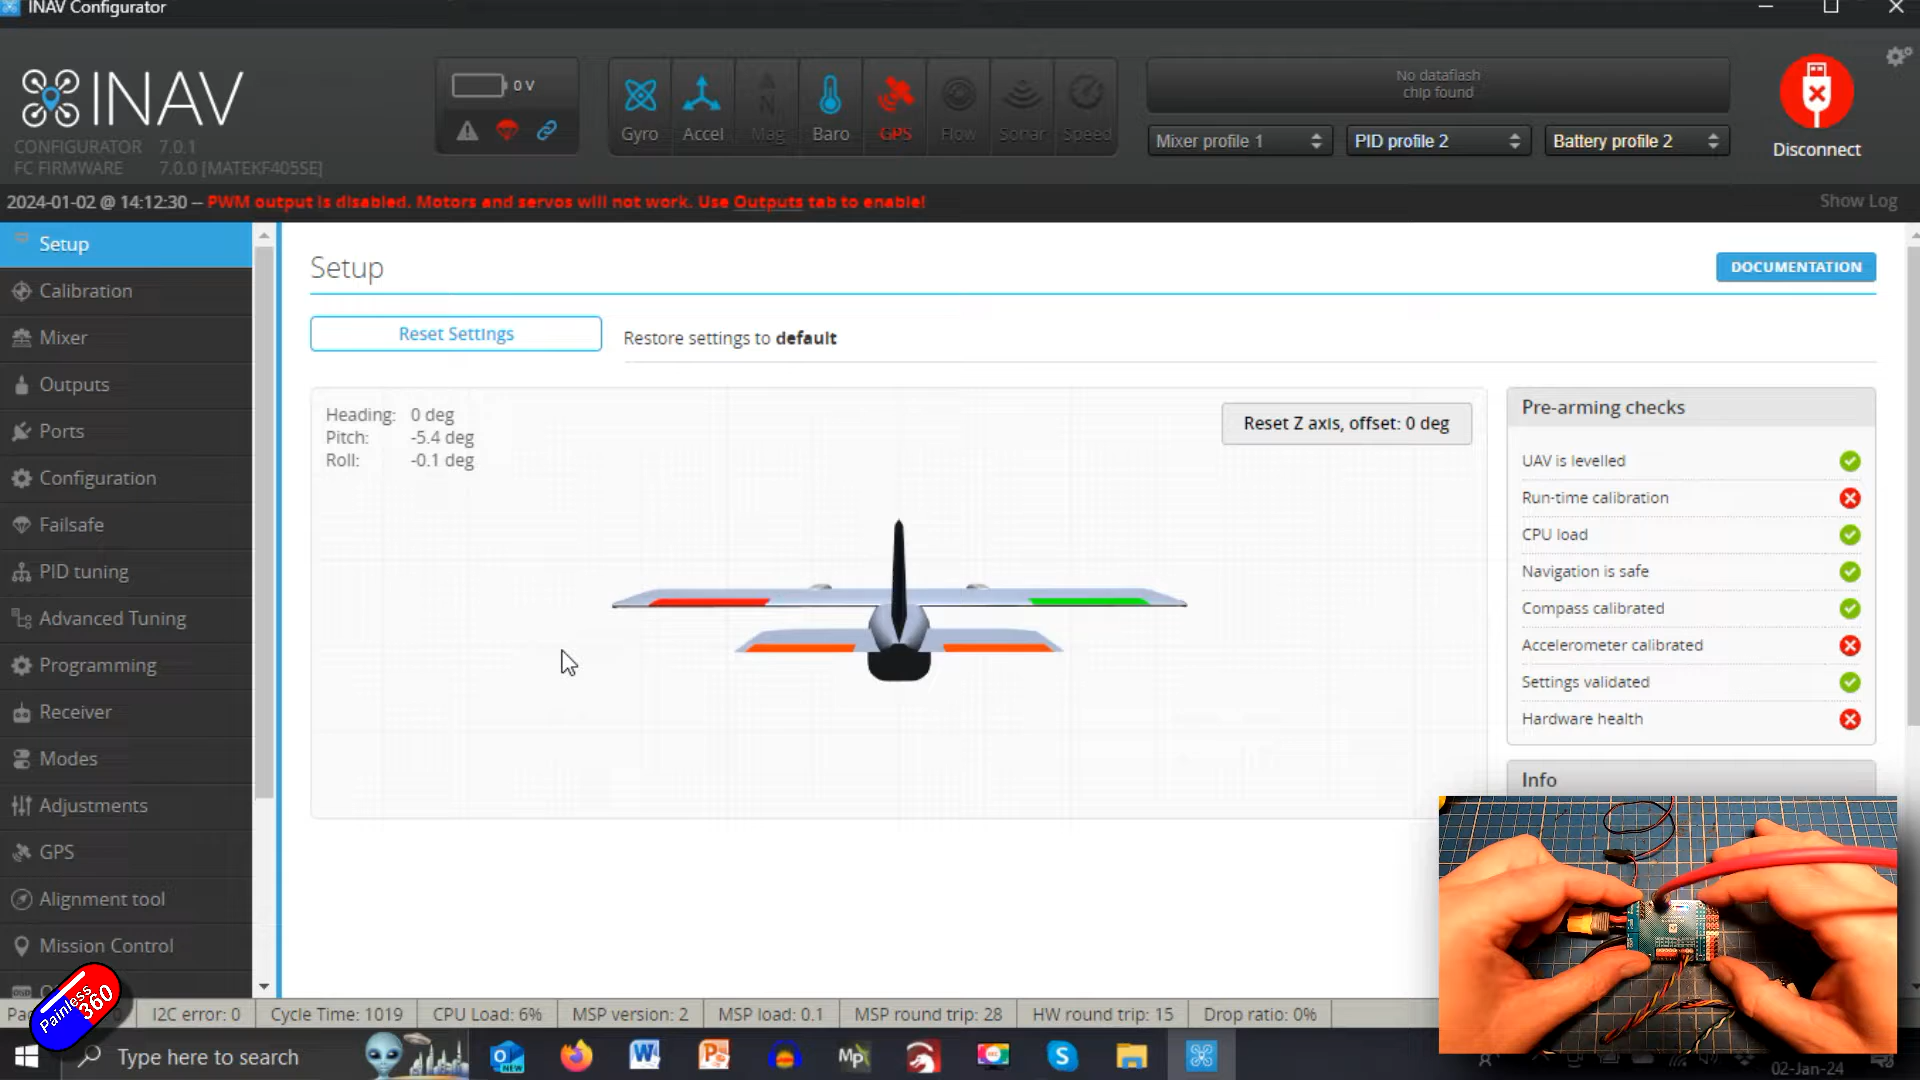 INAV Configurator
INAV
CONFIGURATOR 7.0.1
FC FIRMWARE 7.0.0 [MATEKF405SE]
0 V
Gyro
Accel
Mag
Baro
GPS
Flow
Sonar
Speed
No dataflash
chip found
Mixer profile 1
PID profile 2
Battery profile 2
Disconnect
2024-01-02 @ 14:12:30 -- PWM output is disabled. Motors and servos will not work. Use Outputs tab to enable!
Show Log
Setup
Calibration
Mixer
Outputs
Ports
Configuration
Failsafe
PID tuning
Advanced Tuning
Programming
Receiver
Modes
Adjustments
GPS
Alignment tool
Mission Control
Setup
DOCUMENTATION
Reset Settings
Restore settings to default
Heading: 0 deg
Pitch: -5.4 deg
Roll: -0.1 deg
Reset Z axis, offset: 0 deg
Pre-arming checks
UAV is levelled
Run-time calibration
CPU load
Navigation is safe
Compass calibrated
Accelerometer calibrated
Settings validated
Hardware health
Info
Painless
360
I2C error: 0
Cycle Time: 1019
CPU Load: 6%
MSP version: 2
MSP load: 0.1
MSP round trip: 28
HW round trip: 15
Drop ratio: 0%
Type here to search
NEW
W
P
Mp
S
02-Jan-24